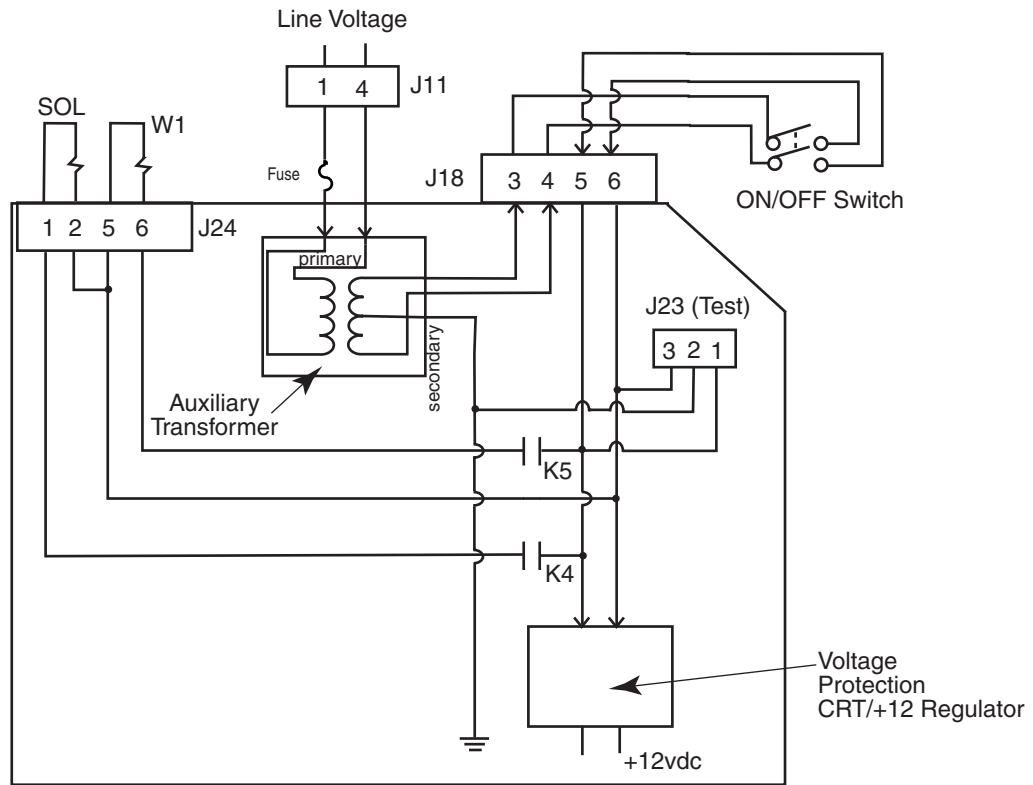 Line Voltage
1 4
J11
SOL
W1
Fuse
J18
3 4 5 6
ON/OFF Switch
1 2 5 6
J24
primary
secondary
J23 (Test)
3 2 1
Auxiliary
Transformer
K5
K4
Voltage
Protection
CRT/+12 Regulator
+12vdc